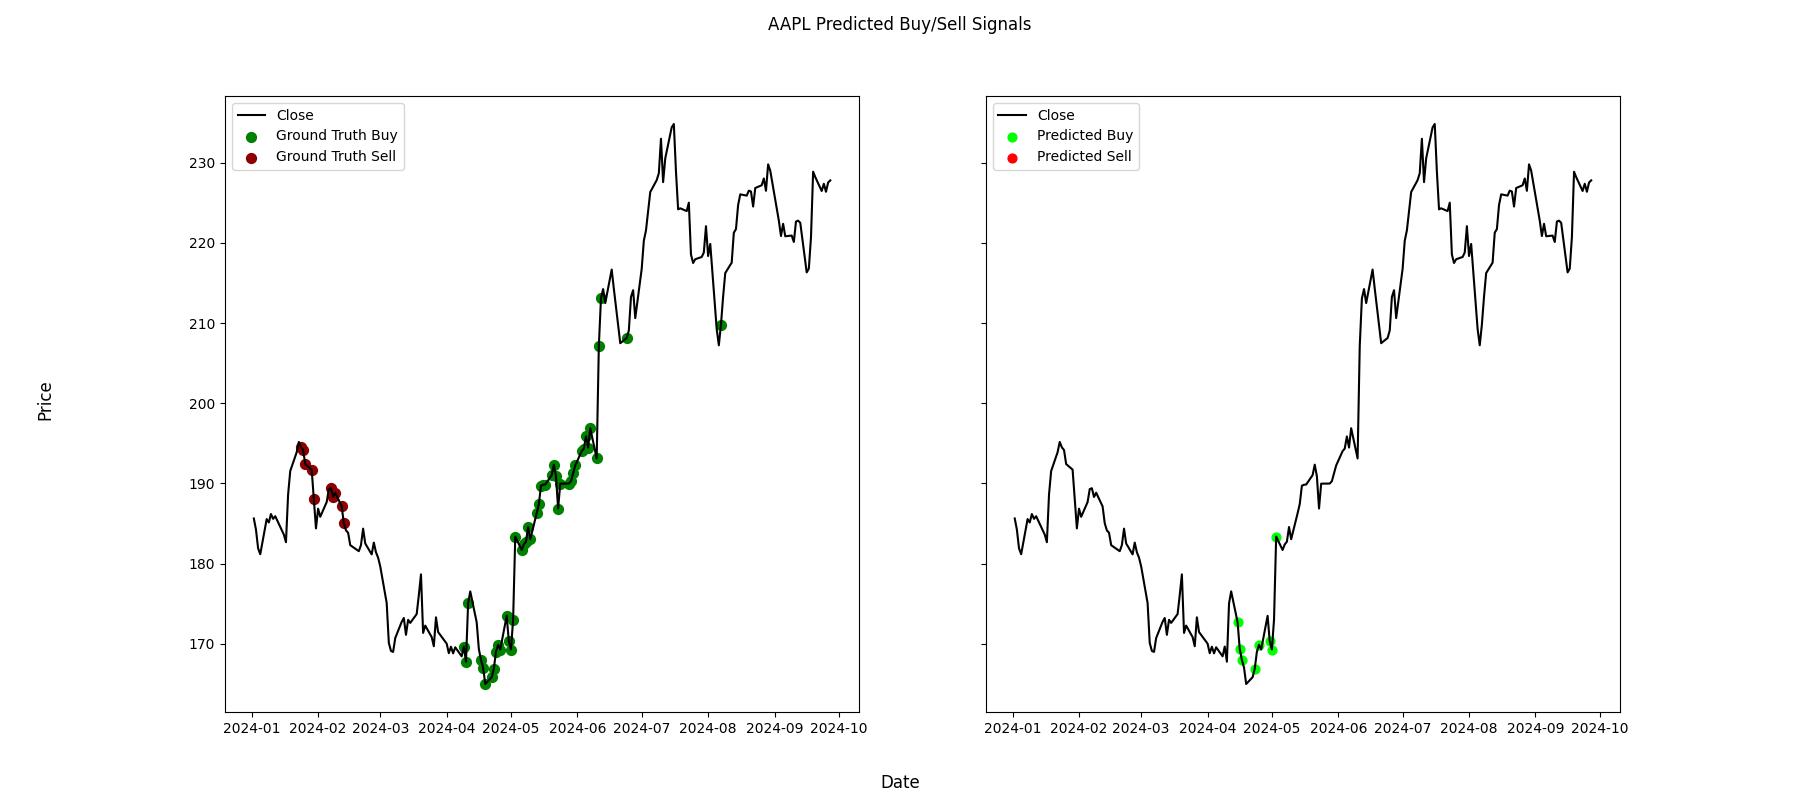 AAPL Predicted Buy/Sell Signals
Close
Ground Truth Buy
Ground Truth Sell
Close
Predicted Buy
Predicted Sell
230
220
210
200
190
180
170
Price
2024-01 2024-02 2024-03 2024-04 2024-05 2024-06 2024-07 2024-08 2024-09 2024-10
2024-01 2024-02 2024-03 2024-04 2024-05 2024-06 2024-07 2024-08 2024-09 2024-10
Date